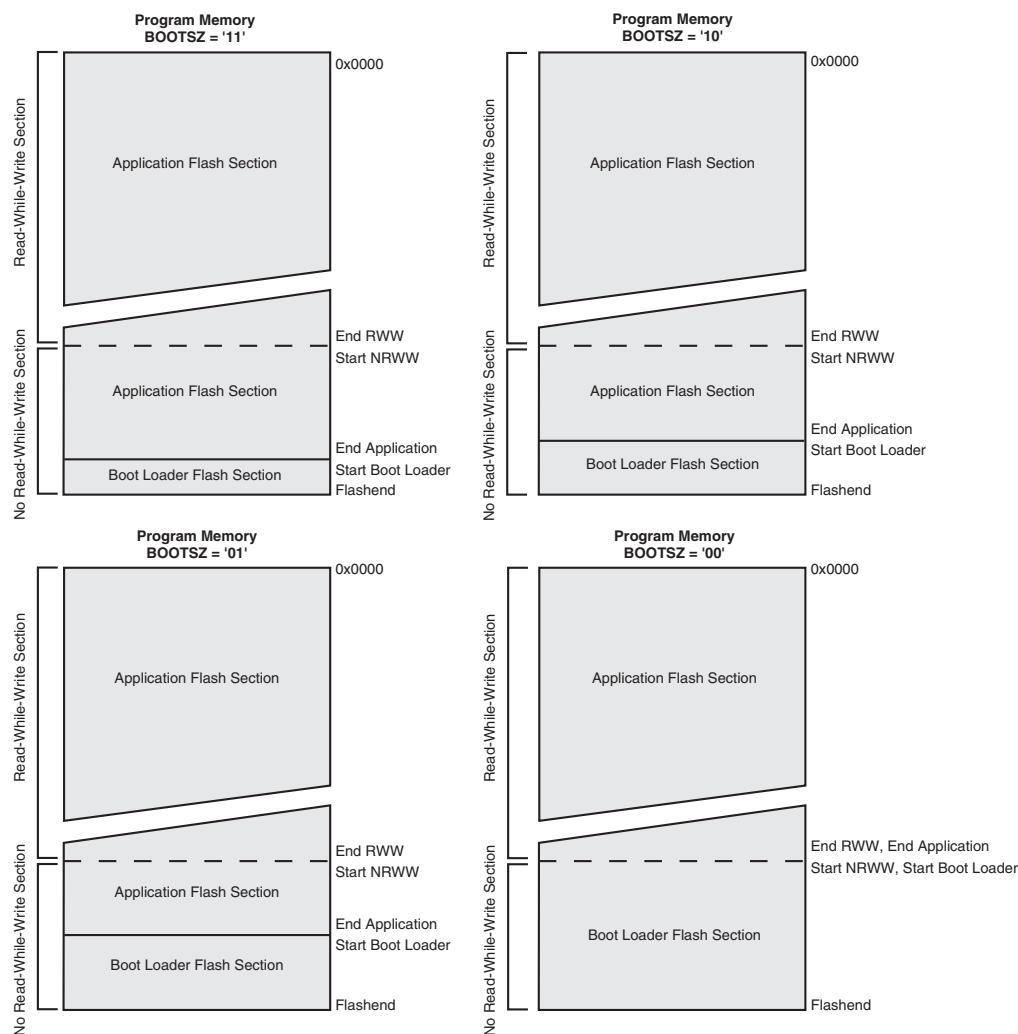 Program Memory
BOOTSZ = '11'
0x0000
Read-While-Write Section
Application Flash Section
End RWW
Start NRWW
No Read-While-Write Section
Application Flash Section
End Application
Start Boot Loader
Boot Loader Flash Section
Flashend
Program Memory
BOOTSZ = '10'
0x0000
Read-While-Write Section
Application Flash Section
End RWW
Start NRWW
No Read-While-Write Section
Application Flash Section
End Application
Start Boot Loader
Boot Loader Flash Section
Flashend
Program Memory
BOOTSZ = '01'
0x0000
Read-While-Write Section
Application Flash Section
End RWW
Start NRWW
No Read-While-Write Section
Application Flash Section
End Application
Start Boot Loader
Boot Loader Flash Section
Flashend
Program Memory
BOOTSZ = '00'
0x0000
Read-While-Write Section
Application Flash Section
End RWW, End Application
Start NRWW, Start Boot Loader
No Read-While-Write Section
Boot Loader Flash Section
Flashend